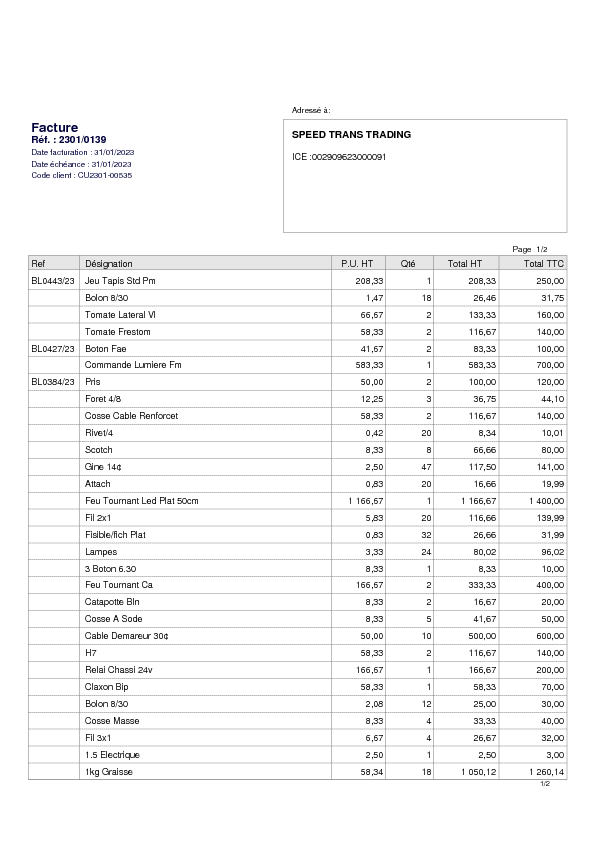 Adressé à:
Facture
Réf. : 2301/0139
Date facturation : 31/01/2023
Date échéance : 31/01/2023
Code client : CU2301-00535
SPEED TRANS TRADING
ICE :002909623000091
Page 1/2
Ref Désignation P.U. HT Qté Total HT Total TTC
BL0443/23 Jeu Tapis Std Pm 208,33 1 208,33 250,00
Bolon 8/30 1,47 18 26,46 31,75
Tomate Lateral Vl 66,67 2 133,33 160,00
Tomate Frestom 58,33 2 116,67 140,00
BL0427/23 Boton Fae 41,67 2 83,33 100,00
Commande Lumiere Fm 583,33 1 583,33 700,00
BL0384/23 Pris 50,00 2 100,00 120,00
Foret 4/8 12,25 3 36,75 44,10
Cosse Cable Renforcet 58,33 2 116,67 140,00
Rivet/4 0,42 20 8,34 10,01
Scotch 8,33 8 66,66 80,00
Gine 14¢ 2,50 47 117,50 141,00
Attach 0,83 20 16,66 19,99
Feu Tournant Led Plat 50cm 1 166,67 1 1 166,67 1 400,00
Fil 2x1 5,83 20 116,66 139,99
Fisible/fich Plat 0,83 32 26,66 31,99
Lampes 3,33 24 80,02 96,02
3 Boton 6.30 8,33 1 8,33 10,00
Feu Tournant Ca 166,67 2 333,33 400,00
Catapotte Bln 8,33 2 16,67 20,00
Cosse A Sode 8,33 5 41,67 50,00
Cable Demareur 30¢ 50,00 10 500,00 600,00
H7 58,33 2 116,67 140,00
Relai Chassi 24v 166,67 1 166,67 200,00
Claxon Bip 58,33 1 58,33 70,00
Bolon 8/30 2,08 12 25,00 30,00
Cosse Masse 8,33 4 33,33 40,00
Fil 3x1 6,67 4 26,67 32,00
1.5 Electrique 2,50 1 2,50 3,00
1kg Graisse 58,34 18 1 050,12 1 260,14
1/2